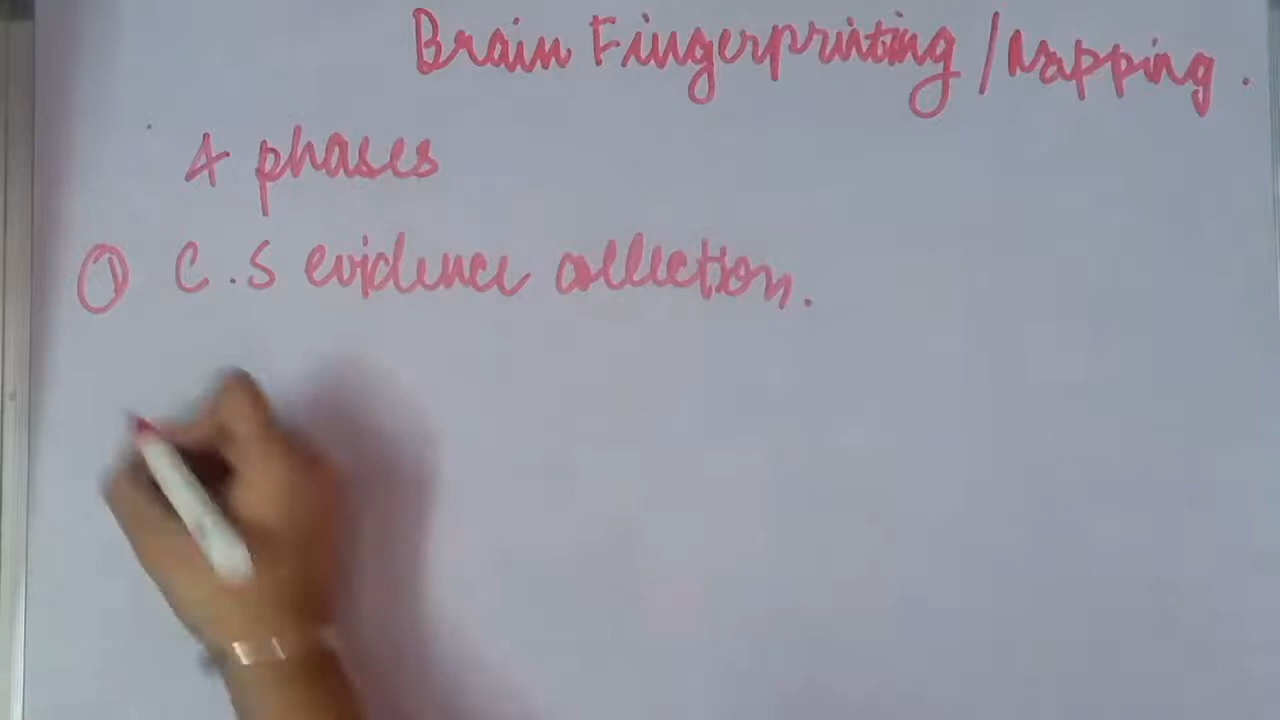 Brain Fingerprinting / Mapping.
4 phases
① C.S evidence collection.